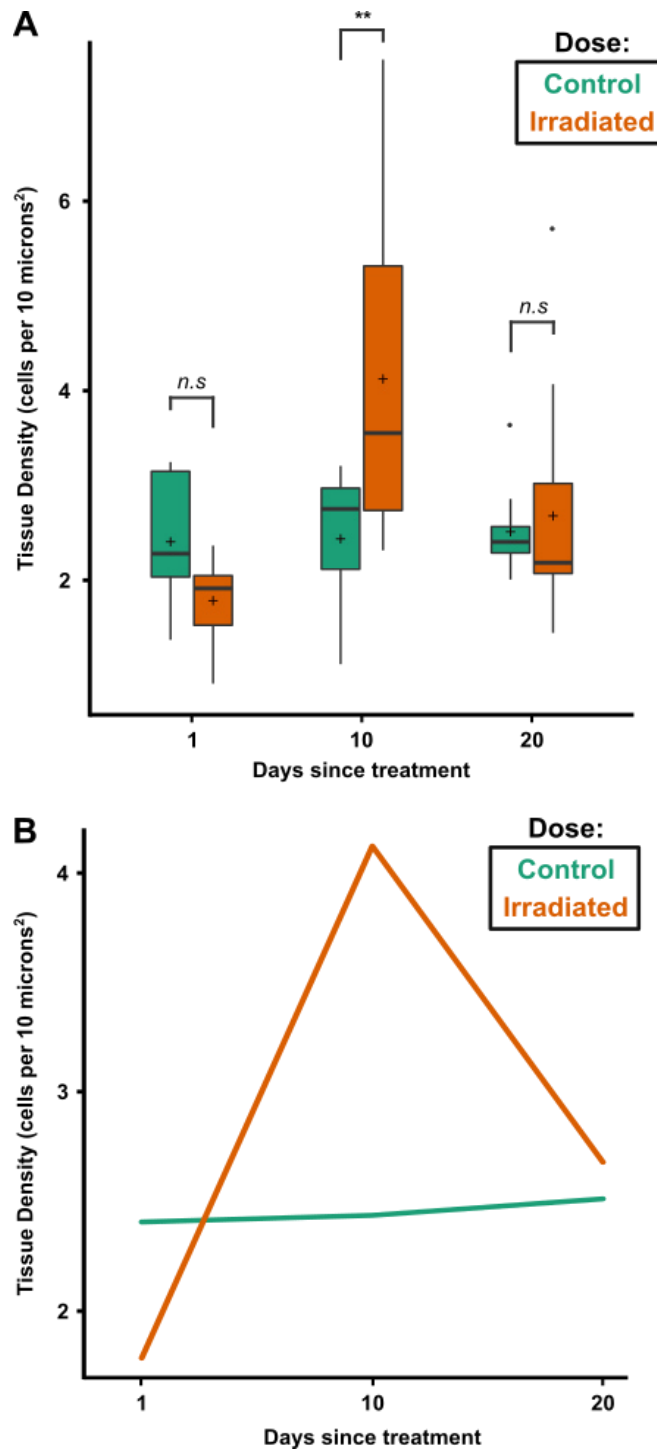 A
**
Dose:
Control
Irradiated
6
n.s
4
n.s
2
Tissue Density (cells per 10 microns²)
1 10 20
Days since treatment
B
Dose:
Control
Irradiated
4
3
2
Tissue Density (cells per 10 microns²)
1 10 20
Days since treatment